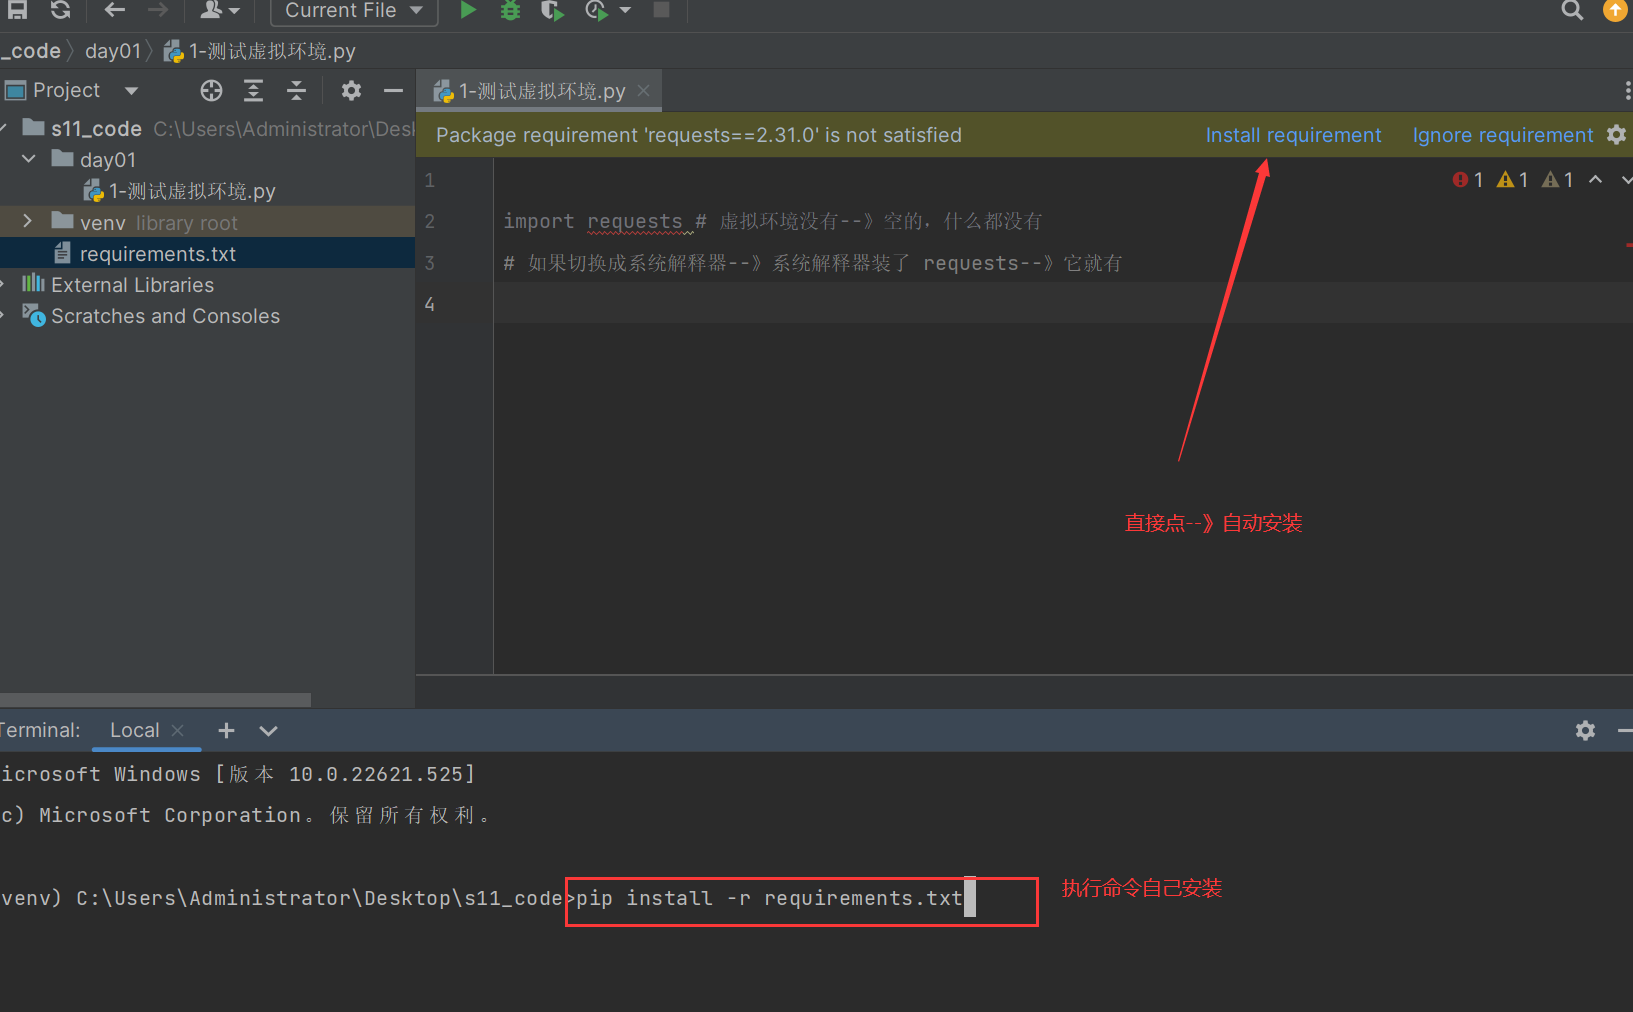 Current File
_code
day01
1-测试虚拟环境.py
Project
1-测试虚拟环境.py
s11_code C:\Users\Administrator\Desk
Package requirement 'requests==2.31.0' is not satisfied
Install requirement
Ignore requirement
day01
1-测试虚拟环境.py
venv library root
requirements.txt
External Libraries
Scratches and Consoles
1
1
1
1
2
import requests # 虚拟环境没有--》空的，什么都没有
3
# 如果切换成系统解释器--》系统解释器装了 requests--》它就有
4
直接点--》自动安装
Terminal:
Local
icrosoft Windows [版本 10.0.22621.525]
c) Microsoft Corporation。保留所有权利。
venv) C:\Users\Administrator\Desktop\s11_code>pip install -r requirements.txt
执行命令自己安装